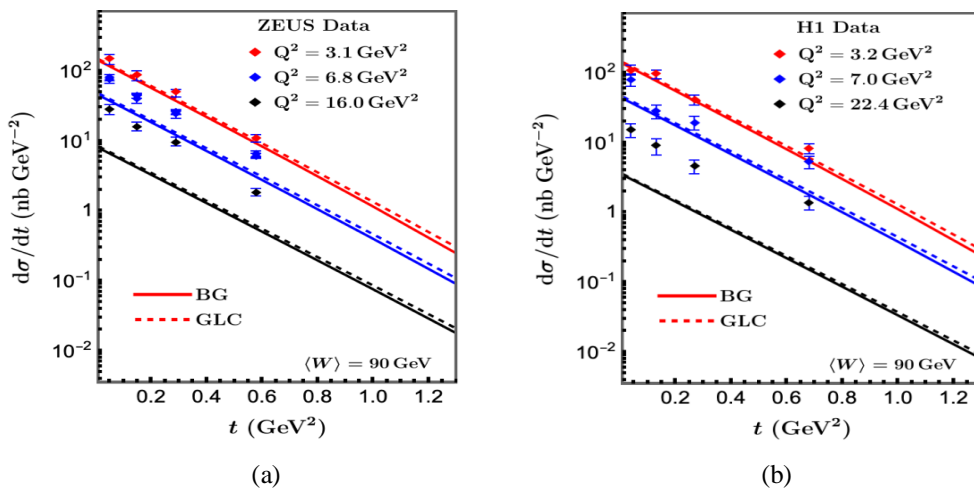 ZEUS Data
Q² = 3.1 GeV²
Q² = 6.8 GeV²
Q² = 16.0 GeV²
10²
10¹
1
10⁻¹
10⁻²
dσ/dt (nb GeV⁻²)
BG
GLC
⟨W⟩ = 90 GeV
0.2 0.4 0.6 0.8 1.0 1.2
t (GeV²)
(a)
H1 Data
Q² = 3.2 GeV²
Q² = 7.0 GeV²
Q² = 22.4 GeV²
10²
10¹
1
10⁻¹
10⁻²
dσ/dt (nb GeV⁻²)
BG
GLC
⟨W⟩ = 90 GeV
0.2 0.4 0.6 0.8 1.0 1.2
t (GeV²)
(b)